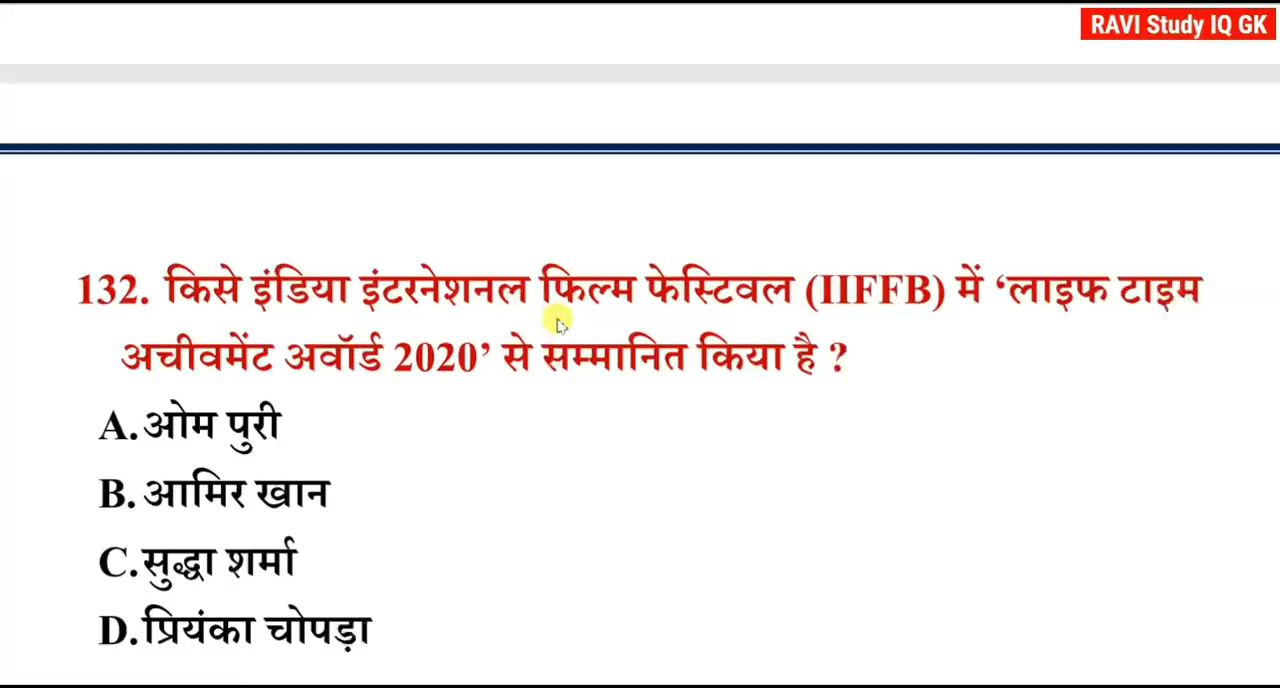 RAVI Study IQ GK
132. किसे इंडिया इंटरनेशनल फिल्म फेस्टिवल (IIFFB) में ‘लाइफ टाइम
अचीवमेंट अवॉर्ड 2020’ से सम्मानित किया है ?
A. ओम पुरी
B. आमिर खान
C. सुद्धा शर्मा
D. प्रियंका चोपड़ा